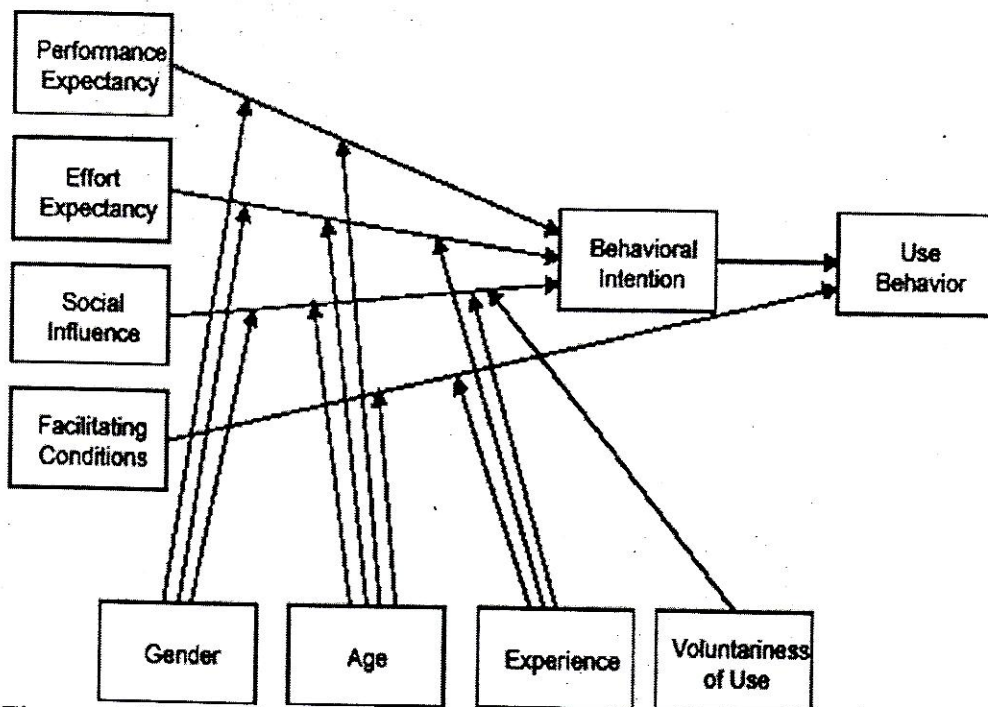 Performance
Expectancy
Effort
Expectancy
Social
Influence
Facilitating
Conditions
Behavioral
Intention
Use
Behavior
Gender
Age
Experience
Voluntariness
of Use